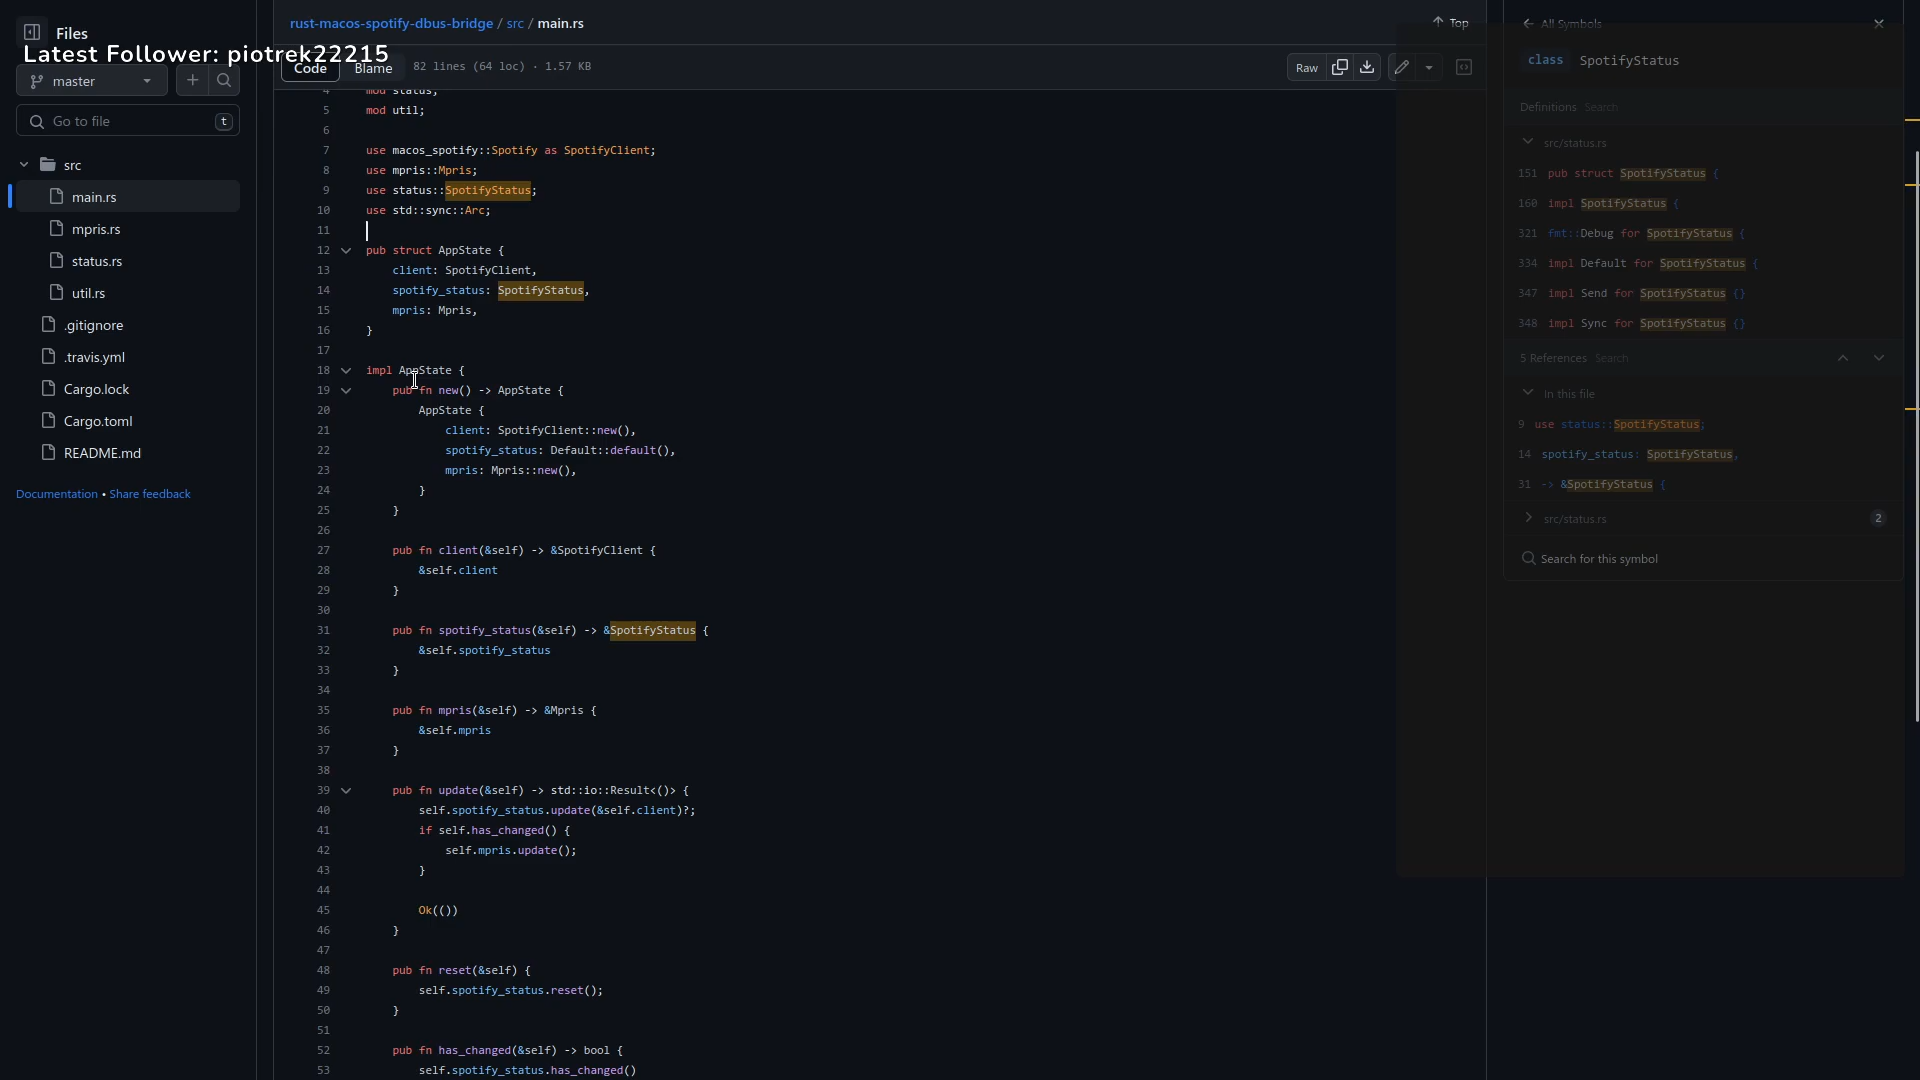 Files
Latest Follower: piotrek22215
master
Go to file
t
src
main.rs
mpris.rs
status.rs
util.rs
.gitignore
.travis.yml
Cargo.lock
Cargo.toml
README.md
Documentation • Share feedback
rust-macos-spotify-dbus-bridge / src / main.rs
Top
Code
Blame
82 lines (64 loc) · 1.57 KB
Raw
4 mod status;
5 mod util;
6
7 use macos_spotify::Spotify as SpotifyClient;
8 use mpris::Mpris;
9 use status::SpotifyStatus;
10 use std::sync::Arc;
11
12 pub struct AppState {
13     client: SpotifyClient,
14     spotify_status: SpotifyStatus,
15     mpris: Mpris,
16 }
17
18 impl AppState {
19     pub fn new() -> AppState {
20         AppState {
21             client: SpotifyClient::new(),
22             spotify_status: Default::default(),
23             mpris: Mpris::new(),
24         }
25     }
26
27     pub fn client(&self) -> &SpotifyClient {
28         &self.client
29     }
30
31     pub fn spotify_status(&self) -> &SpotifyStatus {
32         &self.spotify_status
33     }
34
35     pub fn mpris(&self) -> &Mpris {
36         &self.mpris
37     }
38
39     pub fn update(&self) -> std::io::Result<()> {
40         self.spotify_status.update(&self.client)?;
41         if self.has_changed() {
42             self.mpris.update();
43         }
44
45         Ok(())
46     }
47
48     pub fn reset(&self) {
49         self.spotify_status.reset();
50     }
51
52     pub fn has_changed(&self) -> bool {
53         self.spotify_status.has_changed()
All Symbols
class SpotifyStatus
Definitions Search
src/status.rs
151 pub struct SpotifyStatus {
160 impl SpotifyStatus {
321 fmt::Debug for SpotifyStatus {
334 impl Default for SpotifyStatus {
347 impl Send for SpotifyStatus {}
348 impl Sync for SpotifyStatus {}
5 References Search
In this file
9 use status::SpotifyStatus;
14 spotify_status: SpotifyStatus,
31 -> &SpotifyStatus {
src/status.rs 2
Search for this symbol